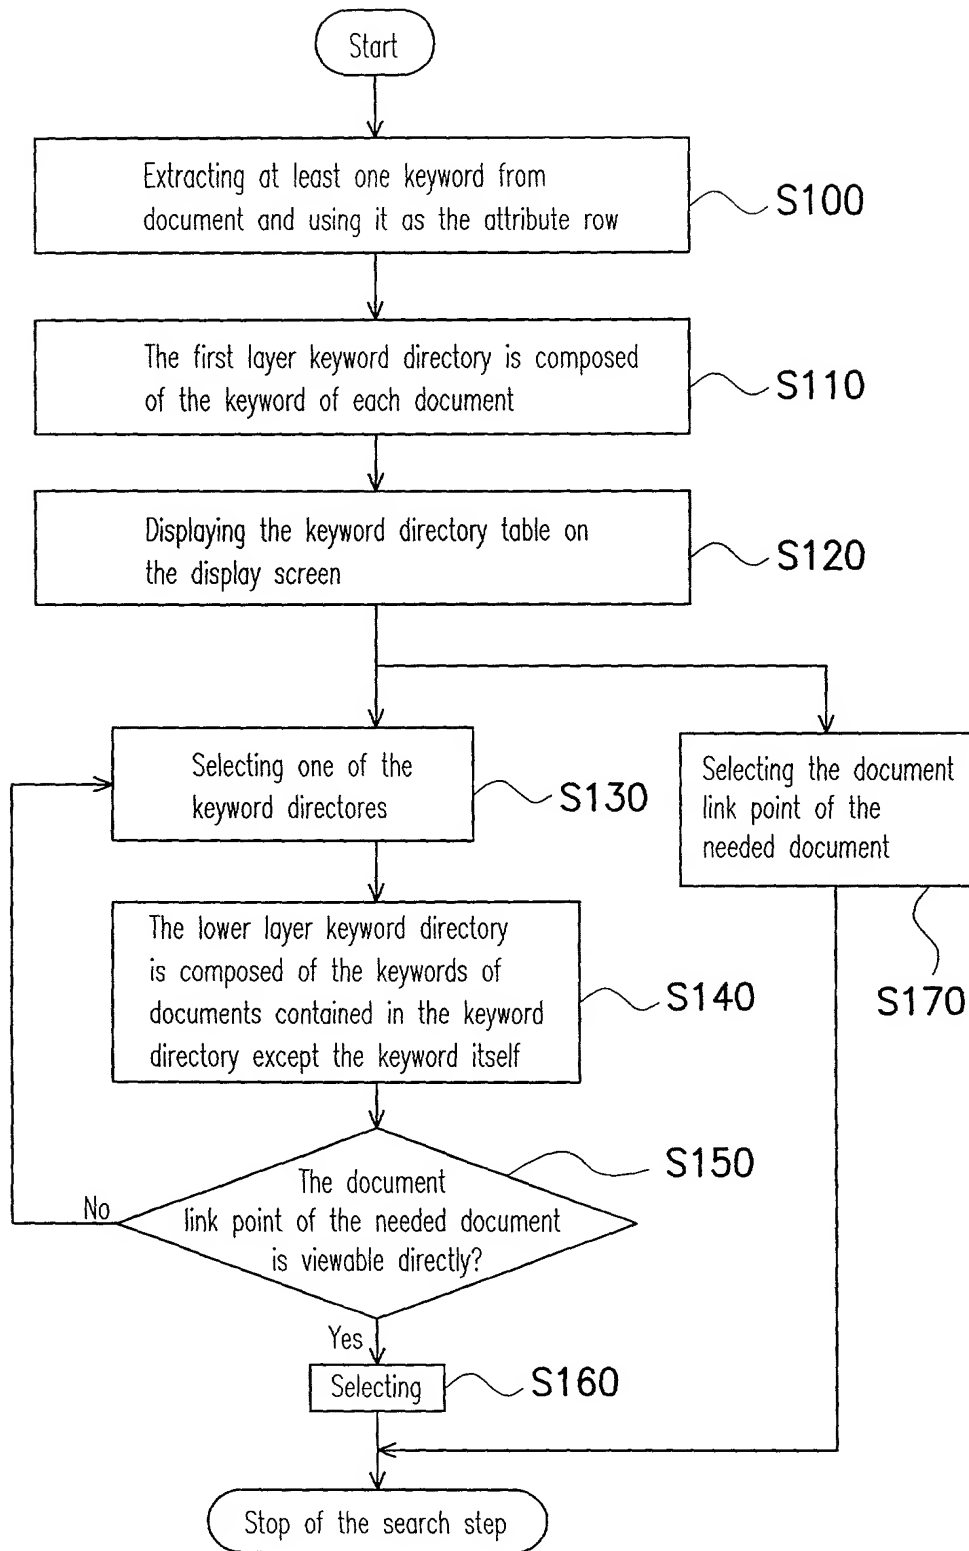 Start
Extracting at least one keyword from
document and using it as the attribute row
S100
The first layer keyword directory is composed
of the keyword of each document
S110
Displaying the keyword directory table on
the display screen
S120
Selecting one of the
keyword directores
S130
Selecting the document
link point of the
needed document
S170
The lower layer keyword directory
is composed of the keywords of
documents contained in the keyword
directory except the keyword itself
S140
The document
link point of the needed document
is viewable directly?
S150
No
Yes
Selecting
S160
Stop of the search step